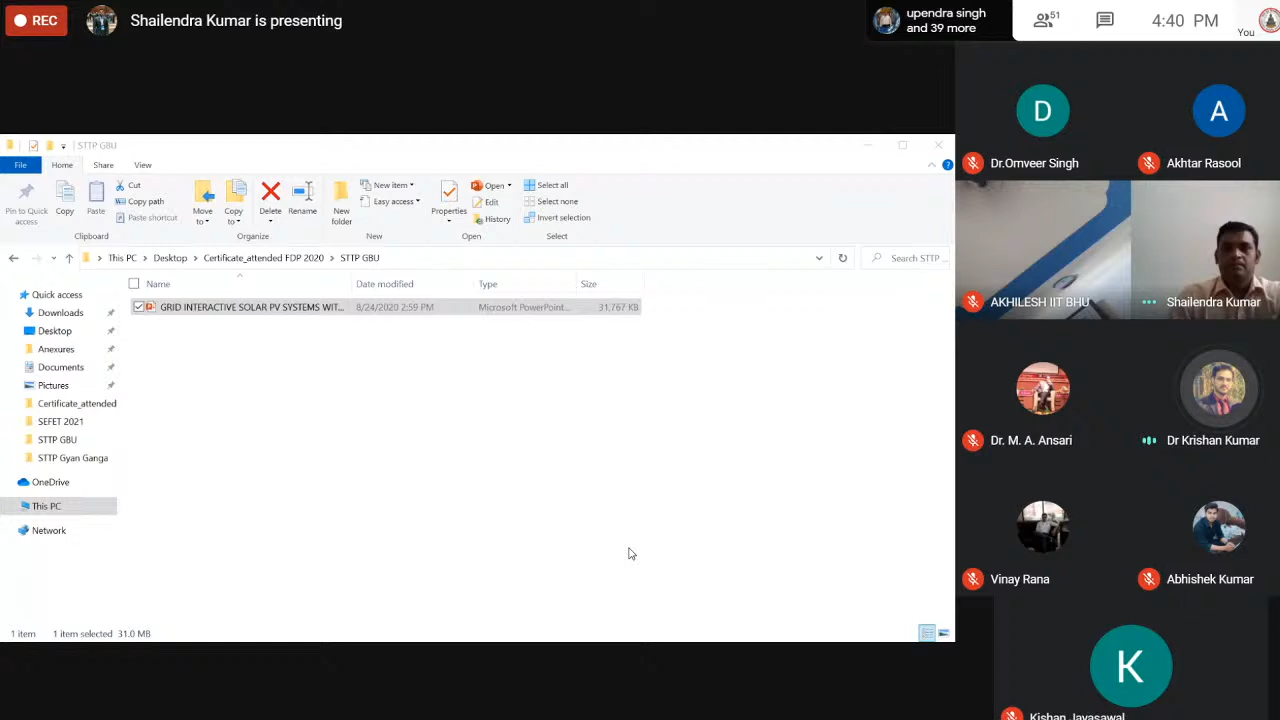 REC
Shailendra Kumar is presenting
upendra singh
and 39 more
51
4:40 PM
You
STTP GBU
File
Home
Share
View
Pin to Quick
access
Copy
Paste
Cut
Copy path
Paste shortcut
Clipboard
Move
to
Copy
to
Delete
Rename
Organize
New
folder
New item
Easy access
New
Properties
Open
Edit
History
Open
Select all
Select none
Invert selection
Select
This PC
Desktop
Certificate_attended FDP 2020
STTP GBU
Search STTP ...
Name
Date modified
Type
Size
GRID INTERACTIVE SOLAR PV SYSTEMS WIT...
8/24/2020 2:59 PM
Microsoft PowerPoint...
31,767 KB
Quick access
Downloads
Desktop
Anexures
Documents
Pictures
Certificate_attended
SEFET 2021
STTP GBU
STTP Gyan Ganga
OneDrive
This PC
Network
1 item
1 item selected 31.0 MB
D
Dr.Omveer Singh
A
Akhtar Rasool
AKHILESH IIT BHU
Shailendra Kumar
Dr. M. A. Ansari
Dr Krishan Kumar
Vinay Rana
Abhishek Kumar
K
Kishan Jayasawal